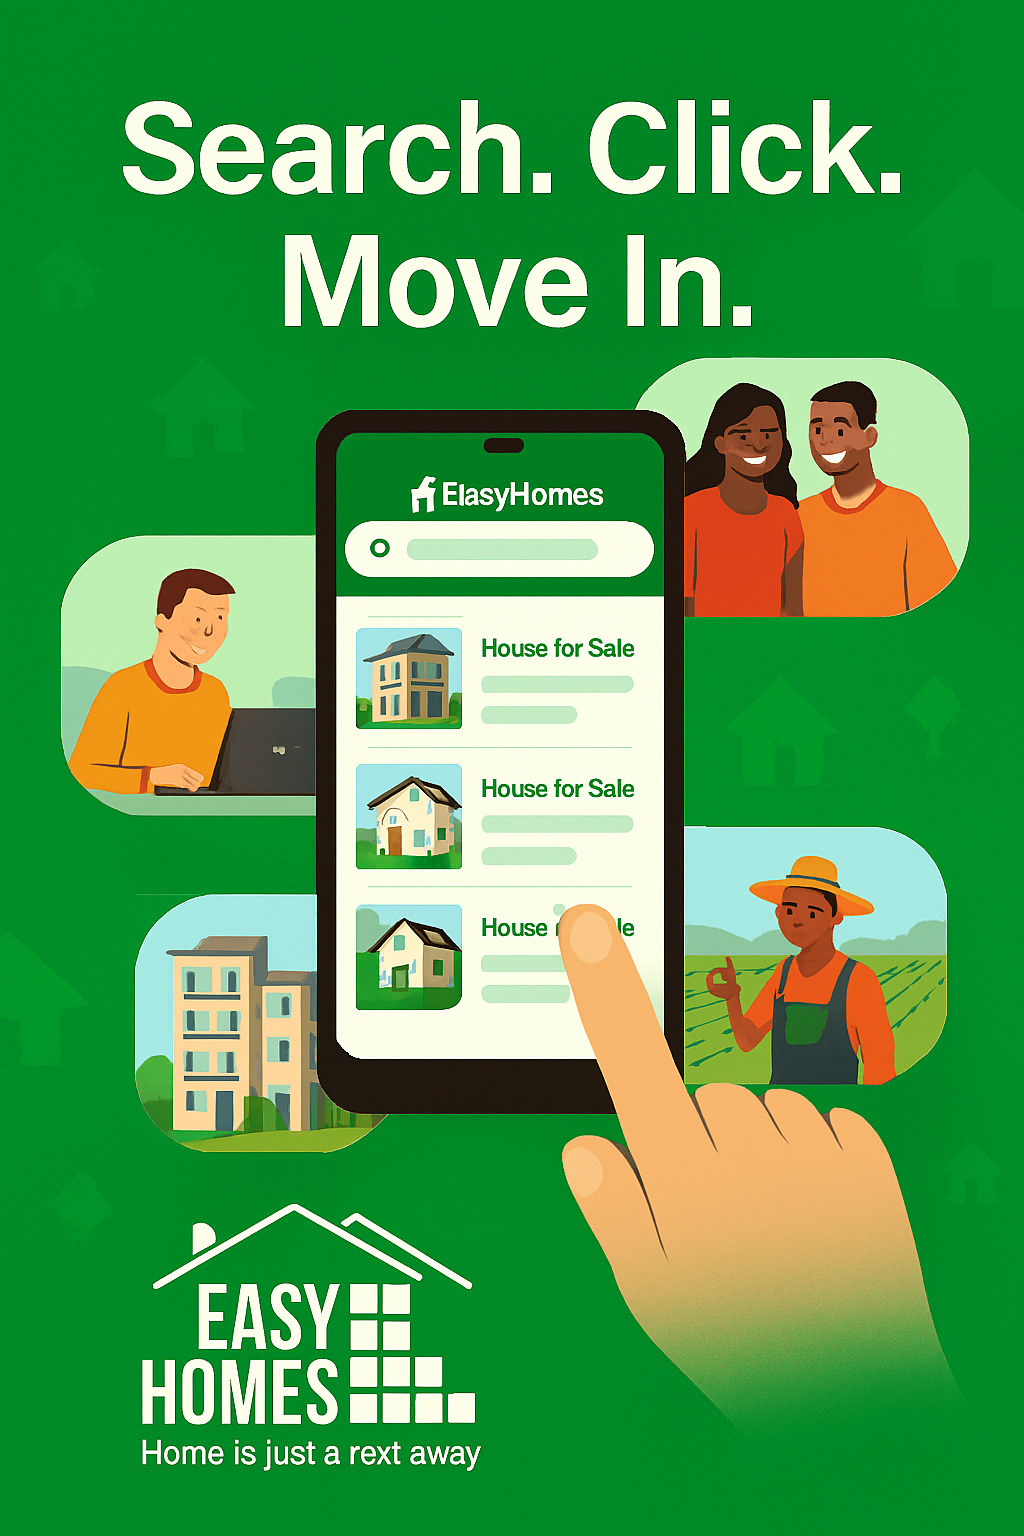 Search. Click.
Move In.
ElasyHomes
House for Sale
House for Sale
House le
EASY
HOMES
Home is just a rext away